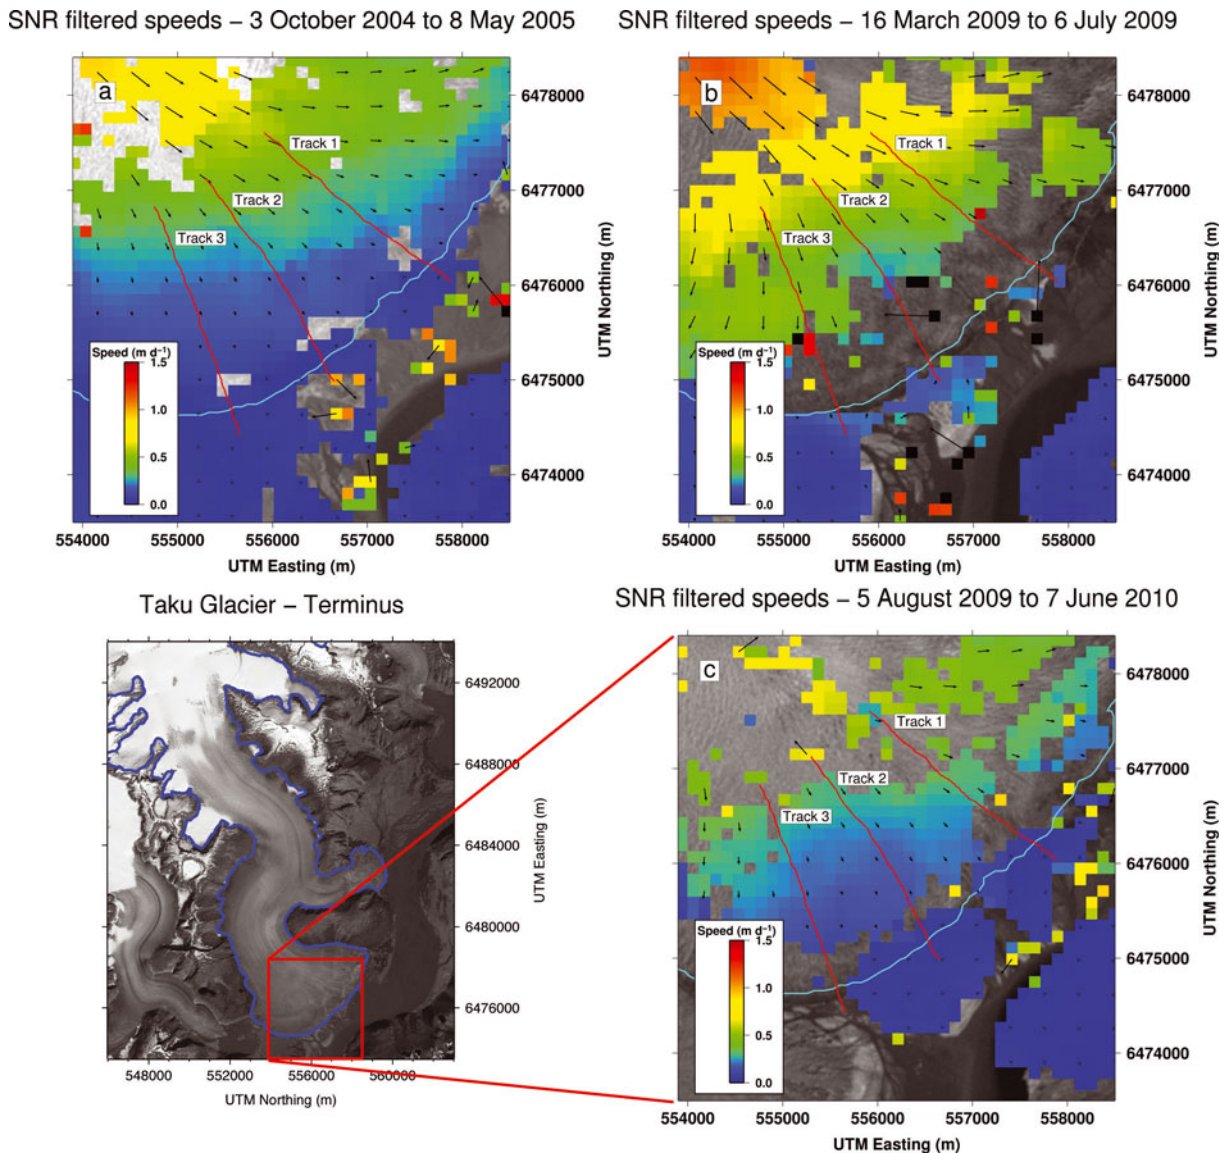 SNR filtered speeds – 3 October 2004 to 8 May 2005
a
Track 1
Track 2
Track 3
Speed (m d⁻¹)
1.5
1.0
0.5
0.0
6478000
6477000
6476000
6475000
6474000
UTM Northing (m)
554000 555000 556000 557000 558000
UTM Easting (m)
SNR filtered speeds – 16 March 2009 to 6 July 2009
b
Track 1
Track 2
Track 3
Speed (m d⁻¹)
1.5
1.0
0.5
0.0
6478000
6477000
6476000
6475000
6474000
UTM Northing (m)
554000 555000 556000 557000 558000
UTM Easting (m)
Taku Glacier – Terminus
6492000
6488000
6484000
6480000
6476000
UTM Easting (m)
548000 552000 556000 560000
UTM Northing (m)
SNR filtered speeds – 5 August 2009 to 7 June 2010
c
Track 1
Track 2
Track 3
Speed (m d⁻¹)
1.5
1.0
0.5
0.0
6478000
6477000
6476000
6475000
6474000
UTM Northing (m)
554000 555000 556000 557000 558000
UTM Easting (m)